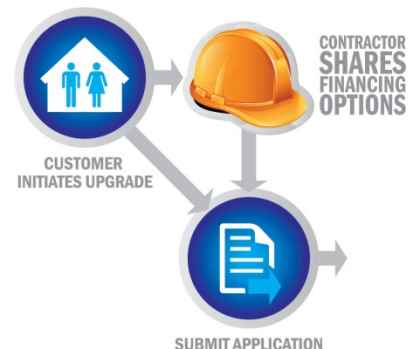 CONTRACTOR
SHARES
FINANCING
OPTIONS
CUSTOMER
INITIATES UPGRADE
SUBMIT APPLICATION